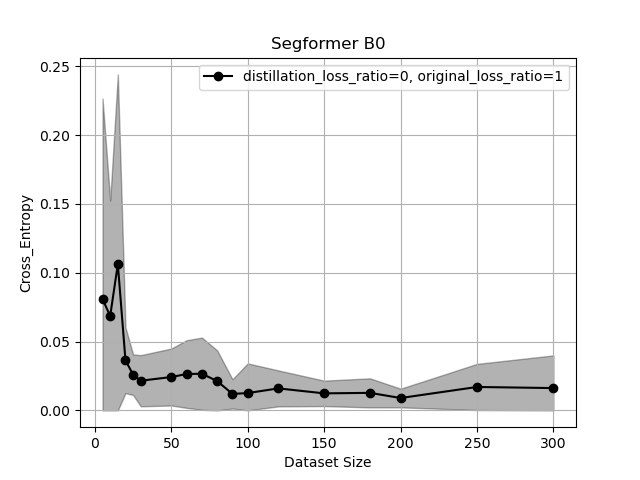 Segformer B0
distillation_loss_ratio=0, original_loss_ratio=1
0.25
0.20
0.15
0.10
0.05
0.00
Cross_Entropy
0 50 100 150 200 250 300
Dataset Size